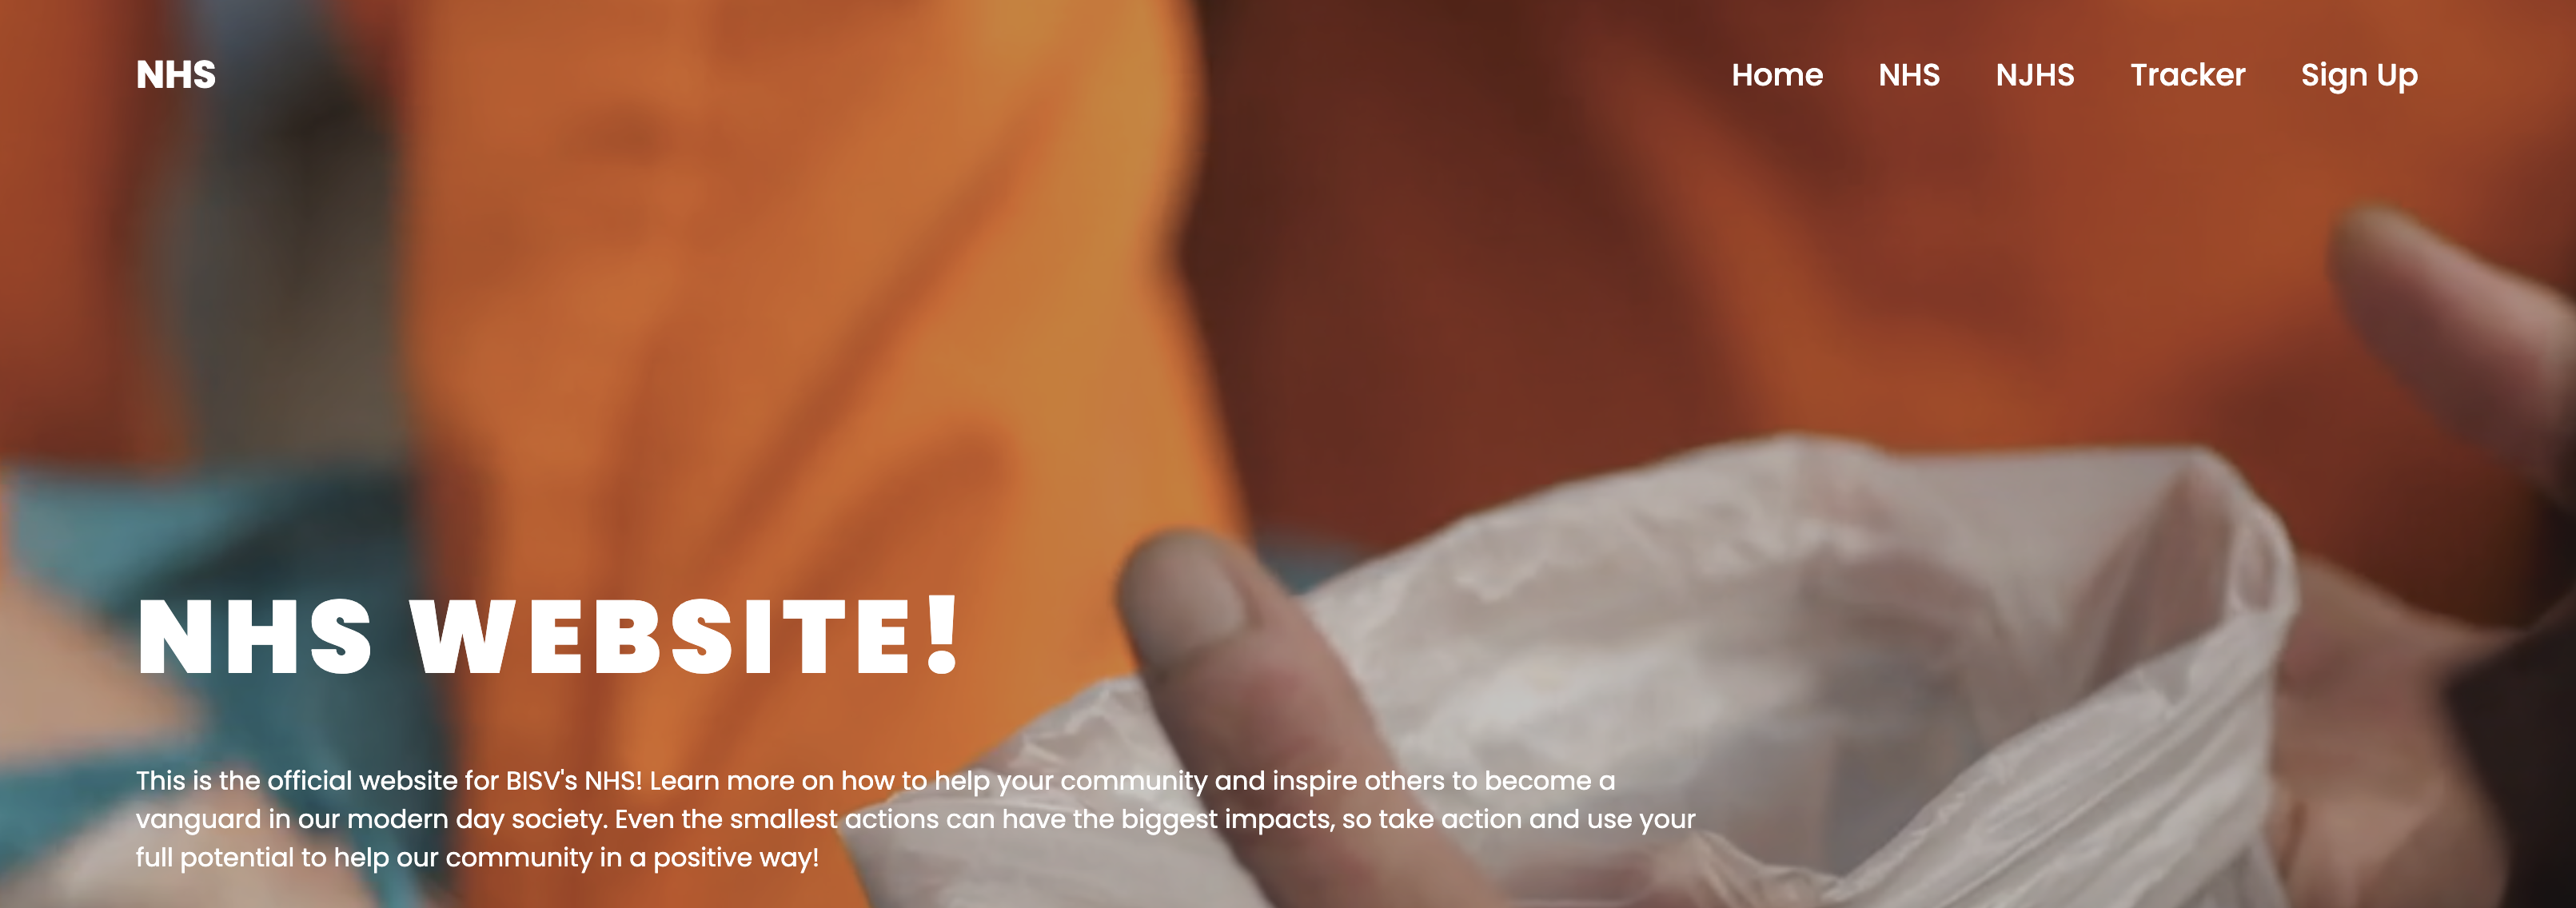 NHS
Home NHS NJHS Tracker Sign Up
NHS WEBSITE!
This is the official website for BISV's NHS! Learn more on how to help your community and inspire others to become a
vanguard in our modern day society. Even the smallest actions can have the biggest impacts, so take action and use your
full potential to help our community in a positive way!